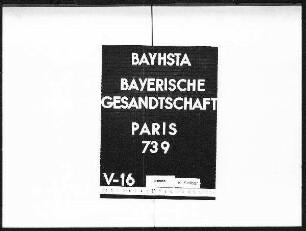 BAYHSTA
BAYERISCHE
GESANDTSCHAFT
PARIS
739
V-16